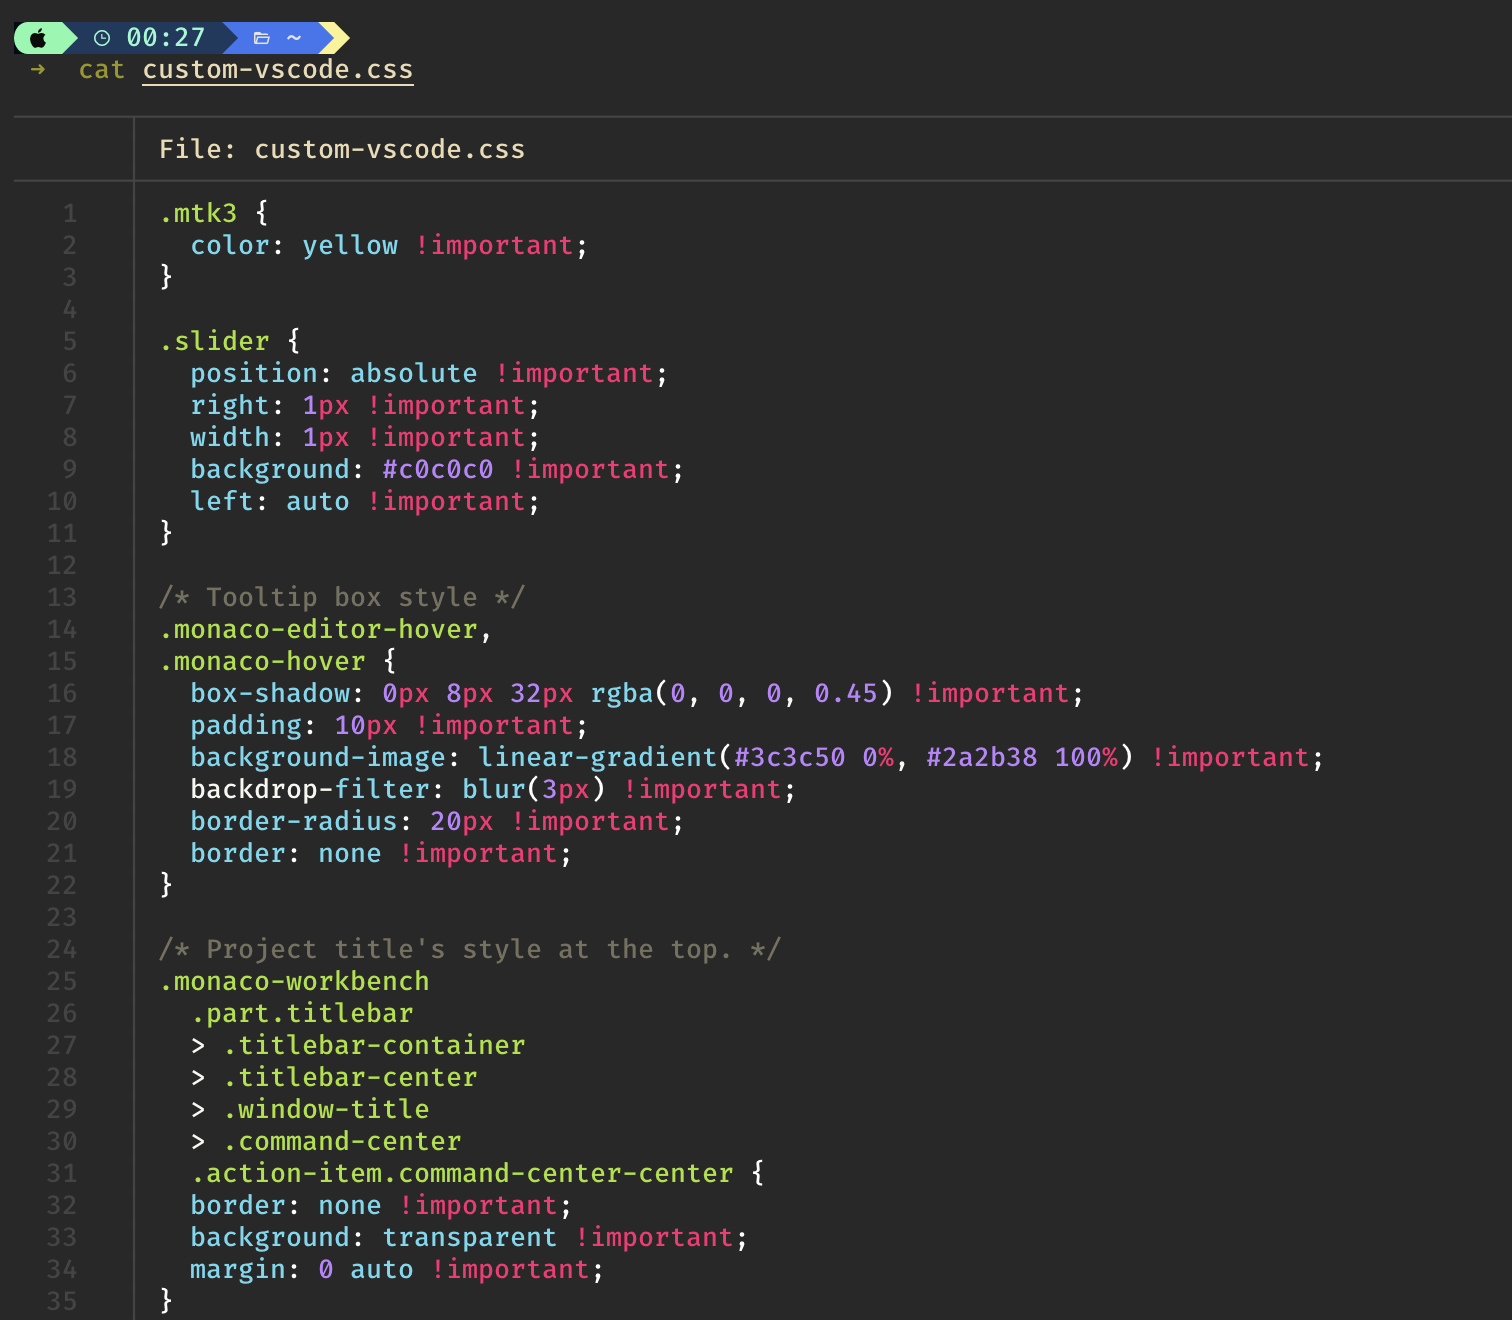 00:27 ~
→ cat custom-vscode.css
File: custom-vscode.css
1 .mtk3 {
2   color: yellow !important;
3 }
4
5 .slider {
6   position: absolute !important;
7   right: 1px !important;
8   width: 1px !important;
9   background: #c0c0c0 !important;
10   left: auto !important;
11 }
12
13 /* Tooltip box style */
14 .monaco-editor-hover,
15 .monaco-hover {
16   box-shadow: 0px 8px 32px rgba(0, 0, 0, 0.45) !important;
17   padding: 10px !important;
18   background-image: linear-gradient(#3c3c50 0%, #2a2b38 100%) !important;
19   backdrop-filter: blur(3px) !important;
20   border-radius: 20px !important;
21   border: none !important;
22 }
23
24 /* Project title's style at the top. */
25 .monaco-workbench
26   .part.titlebar
27   > .titlebar-container
28   > .titlebar-center
29   > .window-title
30   > .command-center
31   .action-item.command-center-center {
32   border: none !important;
33   background: transparent !important;
34   margin: 0 auto !important;
35 }